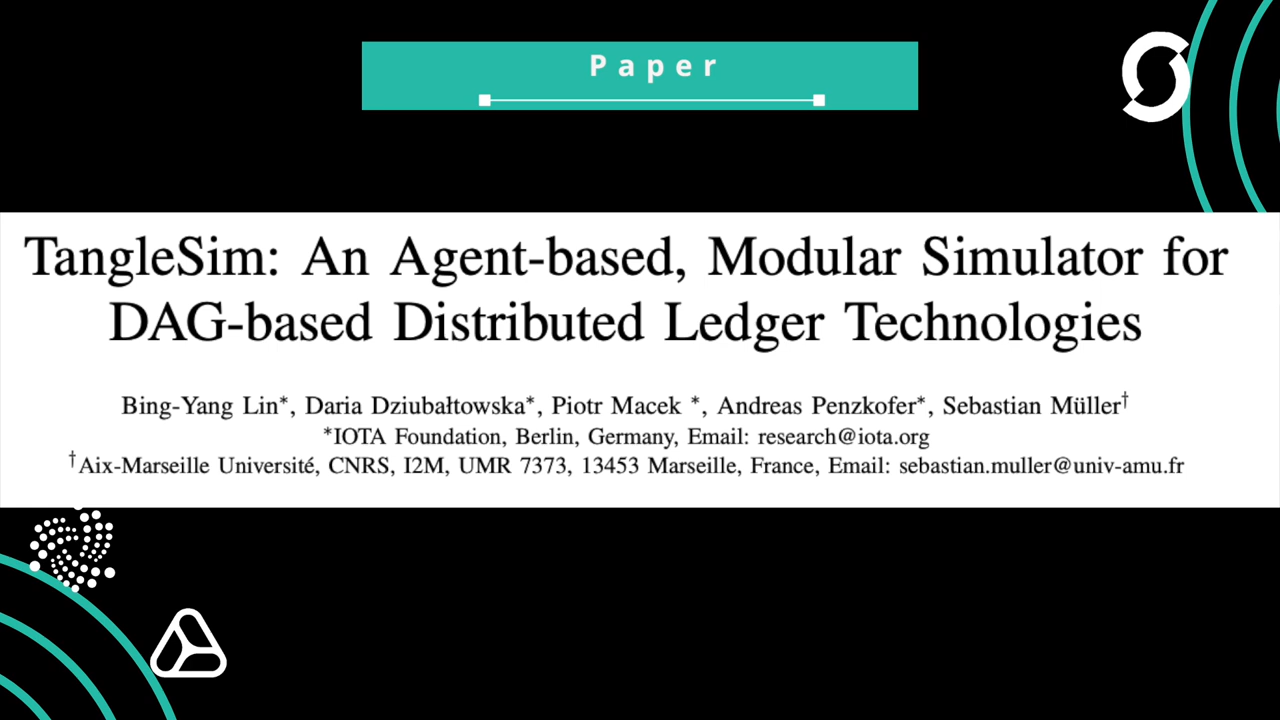 Paper
TangleSim: An Agent-based, Modular Simulator for
DAG-based Distributed Ledger Technologies
Bing-Yang Lin*, Daria Dziubałtowska*, Piotr Macek *, Andreas Penzkofer*, Sebastian Müller†
*IOTA Foundation, Berlin, Germany, Email: research@iota.org
†Aix-Marseille Université, CNRS, I2M, UMR 7373, 13453 Marseille, France, Email: sebastian.muller@univ-amu.fr